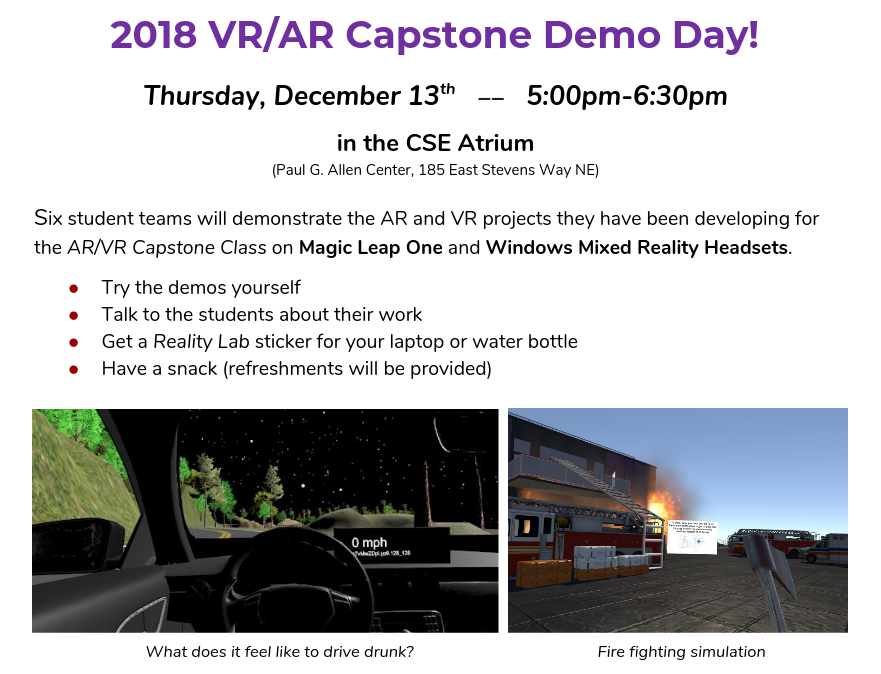 2018 VR/AR Capstone Demo Day!
Thursday, December 13th -- 5:00pm-6:30pm
in the CSE Atrium
(Paul G. Allen Center, 185 East Stevens Way NE)
Six student teams will demonstrate the AR and VR projects they have been developing for
the AR/VR Capstone Class on Magic Leap One and Windows Mixed Reality Headsets.
● Try the demos yourself
● Talk to the students about their work
● Get a Reality Lab sticker for your laptop or water bottle
● Have a snack (refreshments will be provided)
0 mph
What does it feel like to drive drunk?
Fire fighting simulation